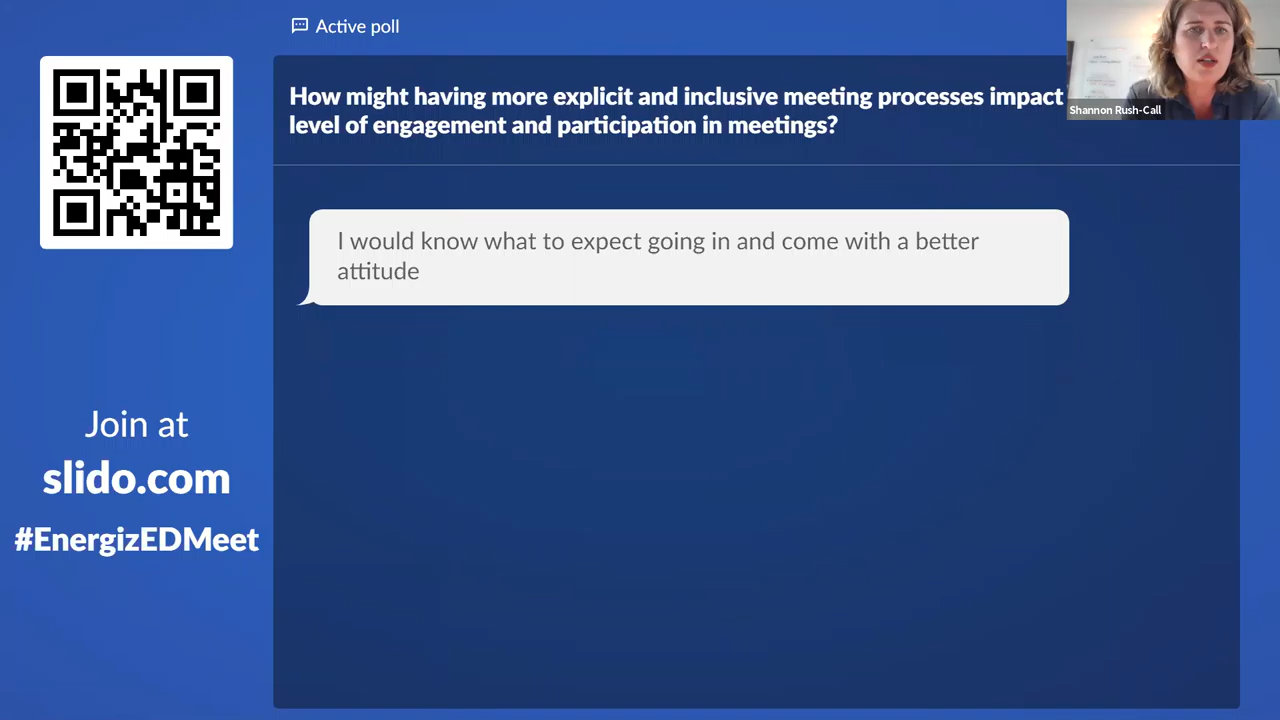 Active poll
How might having more explicit and inclusive meeting processes impact
level of engagement and participation in meetings?
Shannon Rush-Call
I would know what to expect going in and come with a better
attitude
Join at
slido.com
#EnergizEDMeet